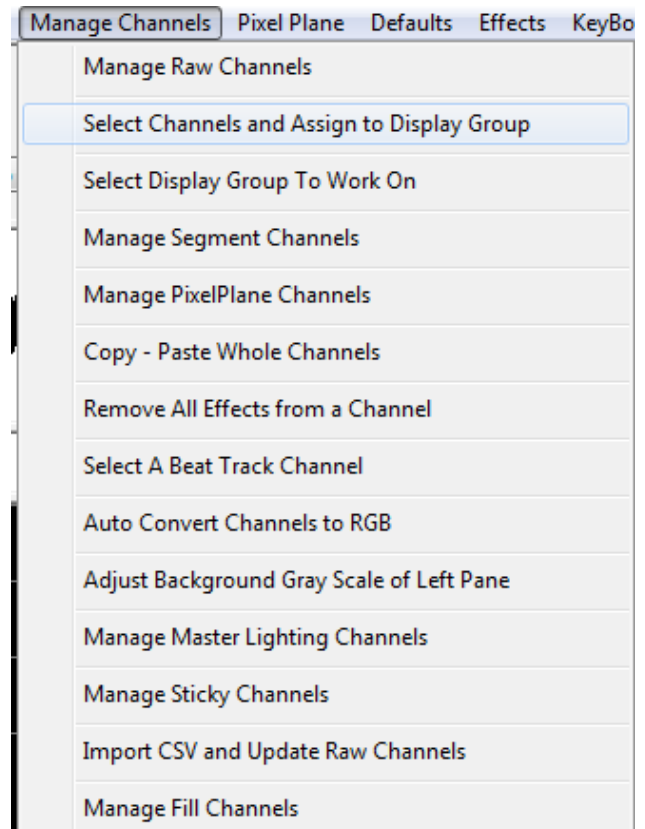 Manage Channels Pixel Plane Defaults Effects KeyBo
Manage Raw Channels
Select Channels and Assign to Display Group
Select Display Group To Work On
Manage Segment Channels
Manage PixelPlane Channels
Copy - Paste Whole Channels
Remove All Effects from a Channel
Select A Beat Track Channel
Auto Convert Channels to RGB
Adjust Background Gray Scale of Left Pane
Manage Master Lighting Channels
Manage Sticky Channels
Import CSV and Update Raw Channels
Manage Fill Channels